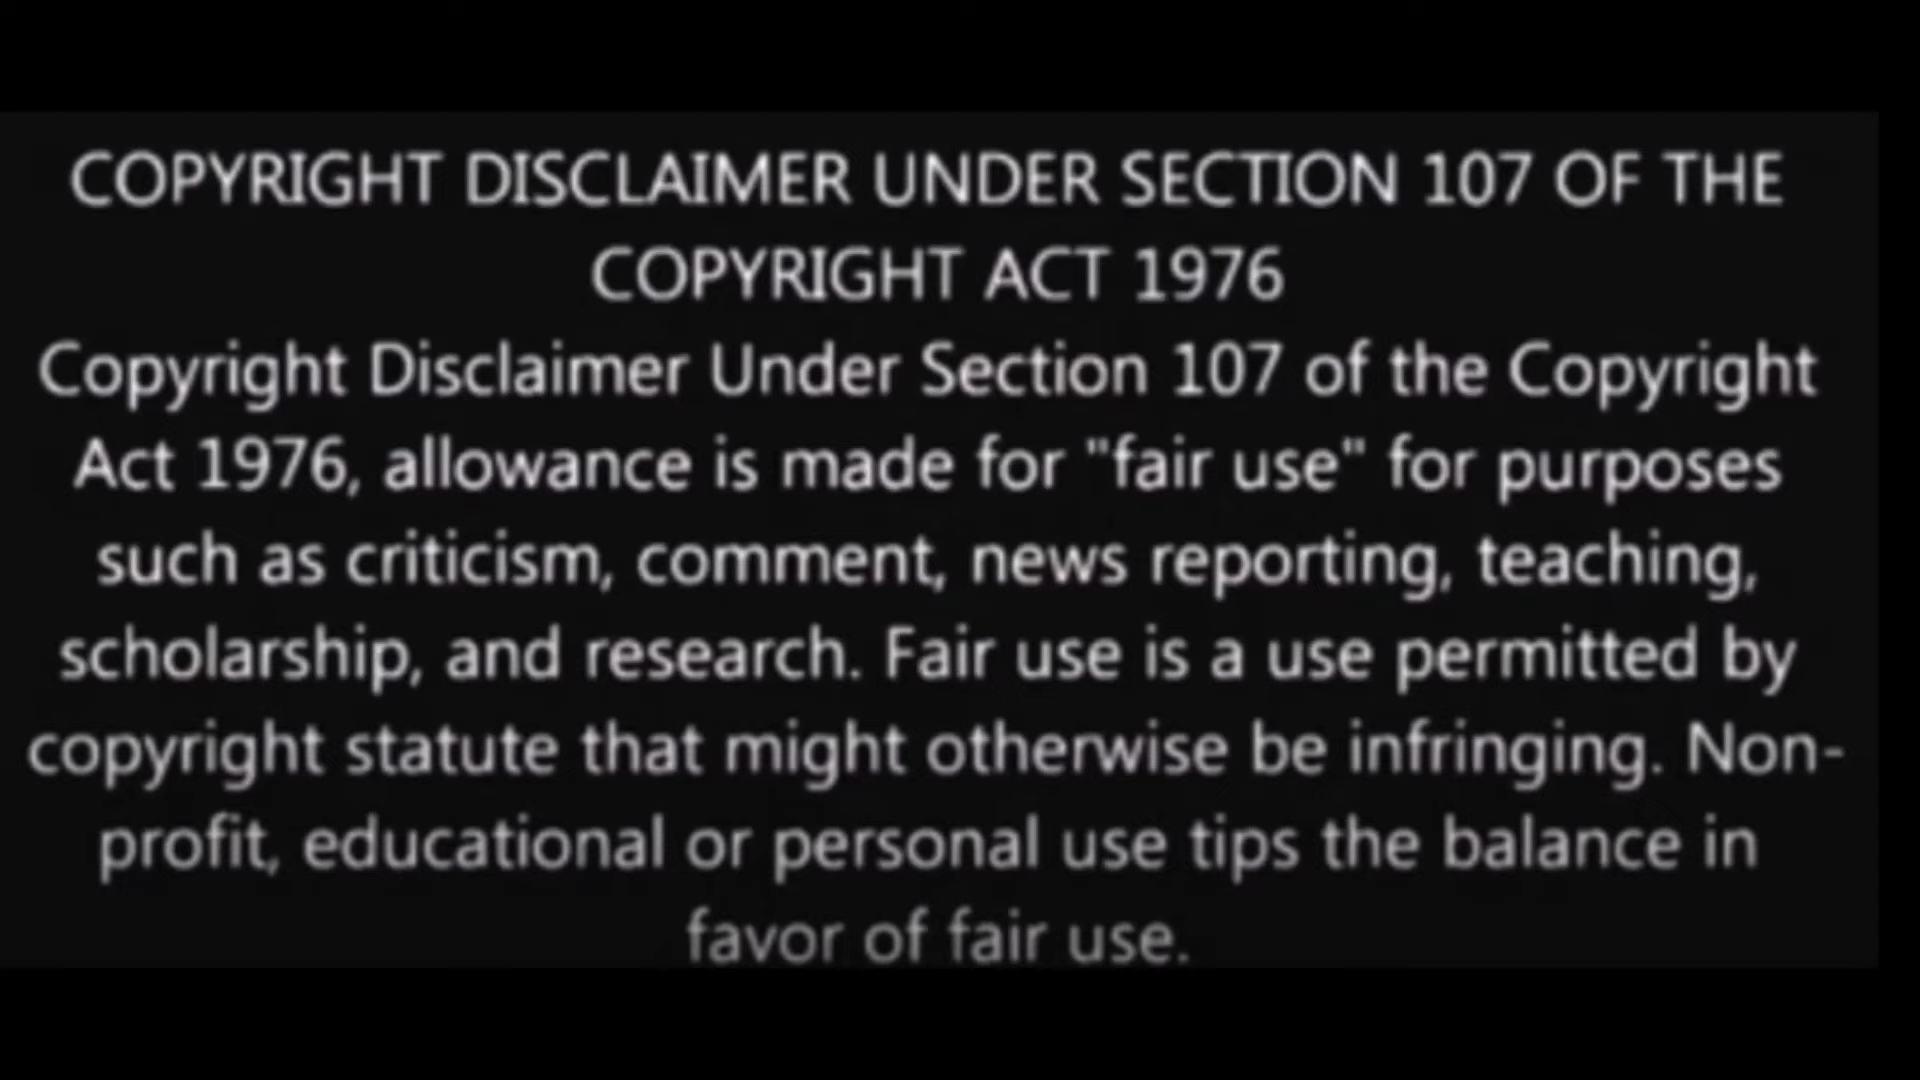 COPYRIGHT DISCLAIMER UNDER SECTION 107 OF THE
COPYRIGHT ACT 1976
Copyright Disclaimer Under Section 107 of the Copyright
Act 1976, allowance is made for "fair use" for purposes
such as criticism, comment, news reporting, teaching,
scholarship, and research. Fair use is a use permitted by
copyright statute that might otherwise be infringing. Non-
profit, educational or personal use tips the balance in
favor of fair use.